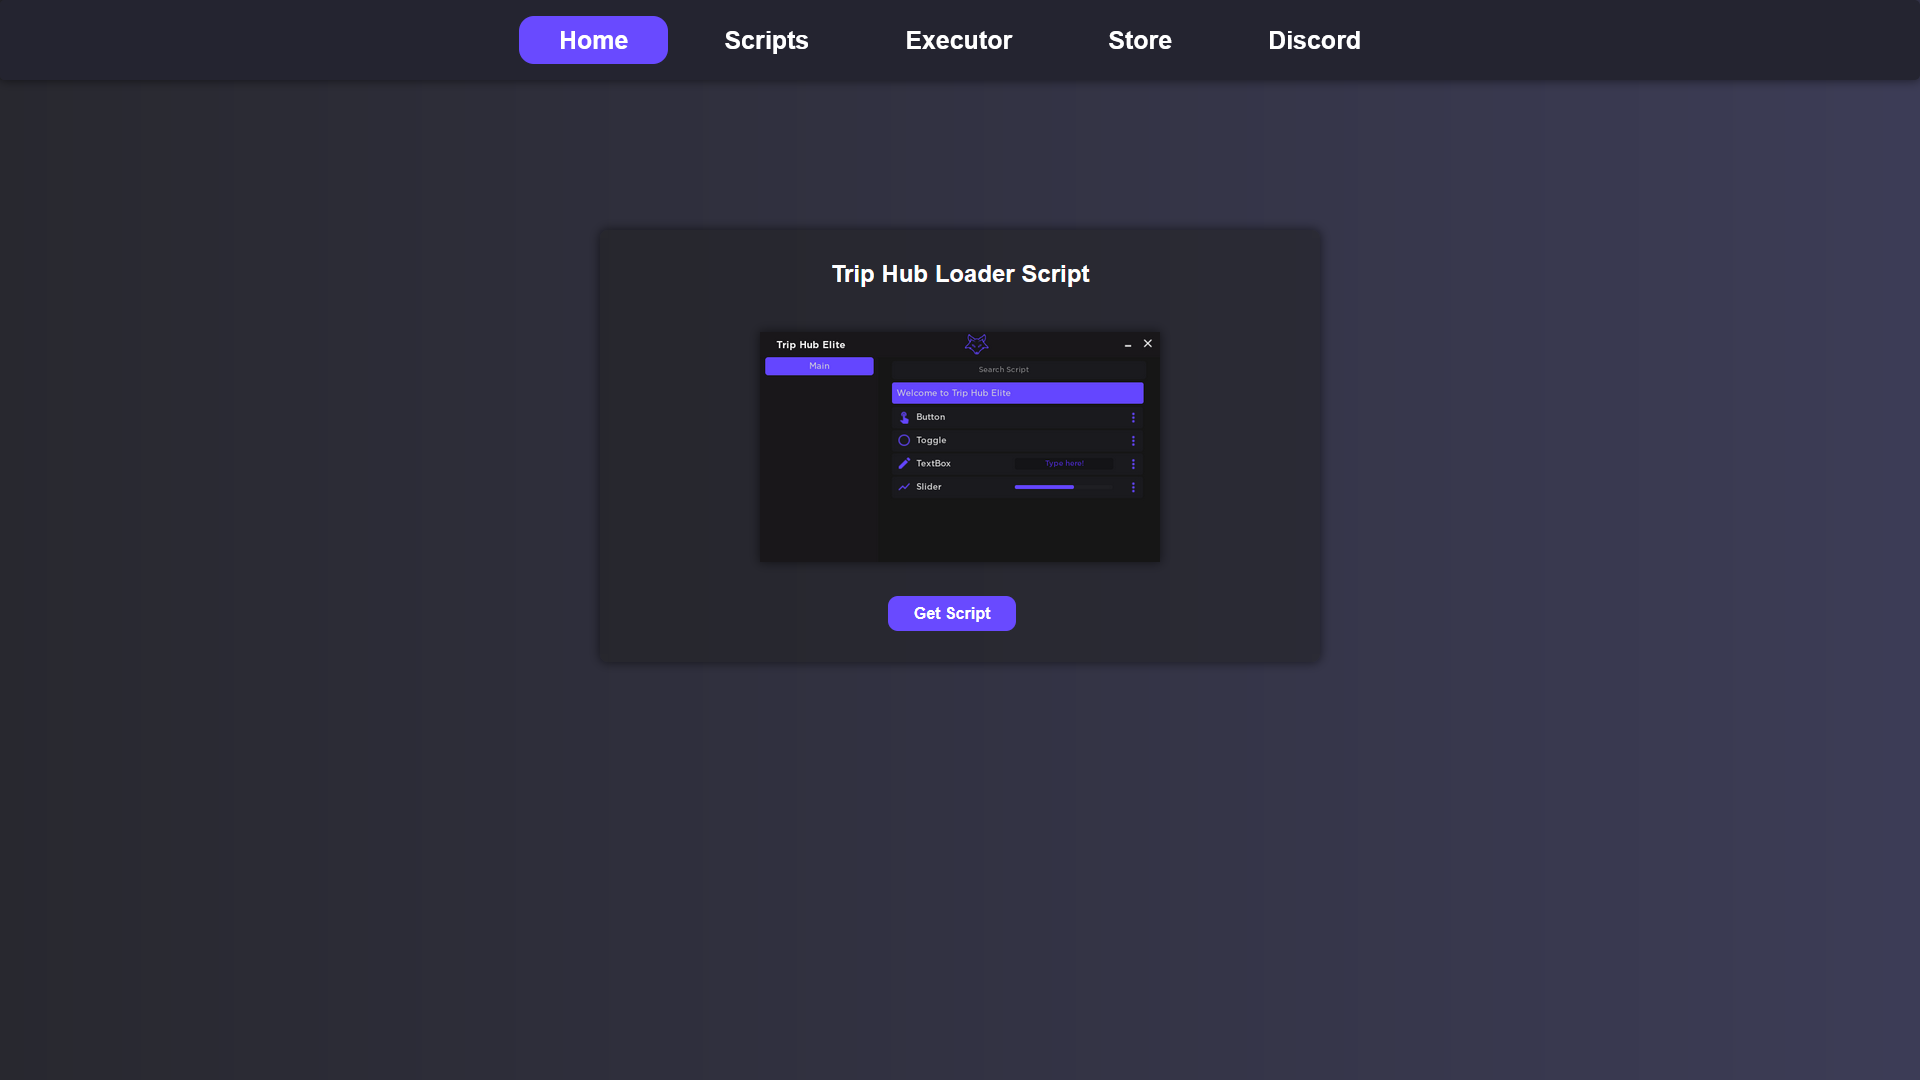 Home Scripts Executor Store Discord
Trip Hub Loader Script
Trip Hub Elite
Main
Search Script
Welcome to Trip Hub Elite
Button
Toggle
TextBox Type here!
Slider
Get Script